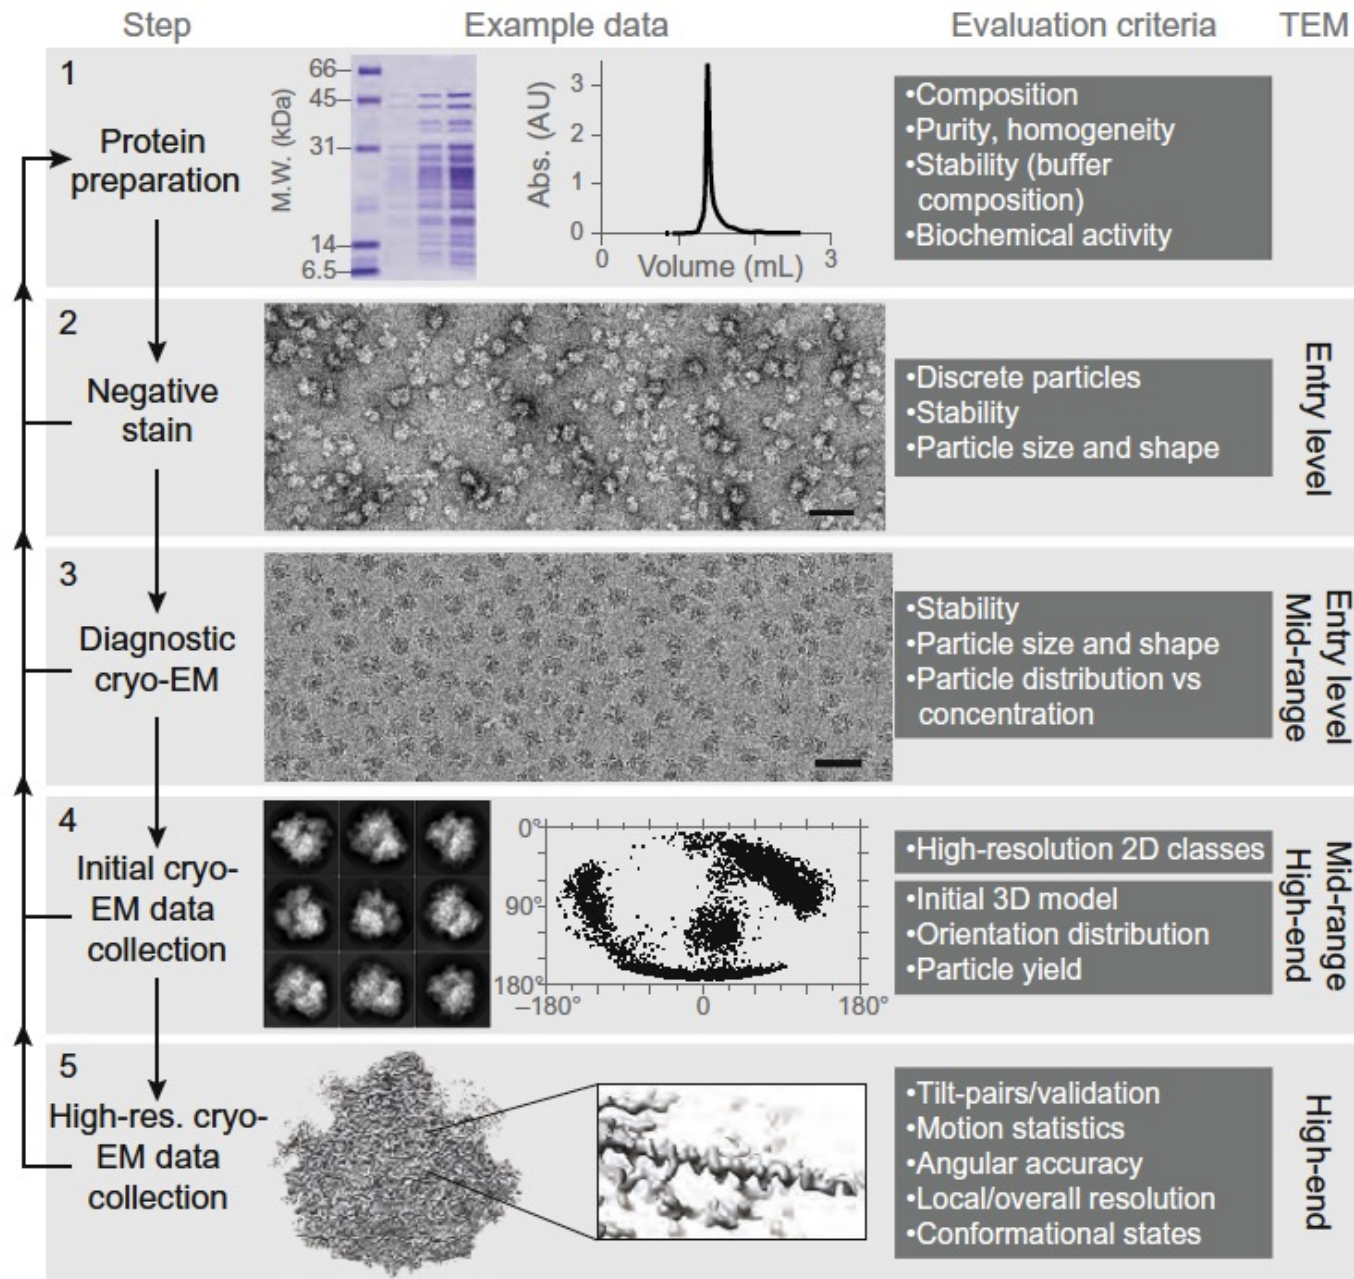 Step
Example data
Evaluation criteria
TEM
1
Protein
preparation
M.W. (kDa)
66
45
31
14
6.5
Abs. (AU)
3
2
1
0
0
3
Volume (mL)
•Composition
•Purity, homogeneity
•Stability (buffer
composition)
•Biochemical activity
2
Negative
stain
•Discrete particles
•Stability
•Particle size and shape
Entry level
3
Diagnostic
cryo-EM
•Stability
•Particle size and shape
•Particle distribution vs
concentration
Entry level
Mid-range
4
Initial cryo-
EM data
collection
0°
90°
180°
–180°
0
180°
•High-resolution 2D classes
•Initial 3D model
•Orientation distribution
•Particle yield
Mid-range
High-end
5
High-res. cryo-
EM data
collection
•Tilt-pairs/validation
•Motion statistics
•Angular accuracy
•Local/overall resolution
•Conformational states
High-end